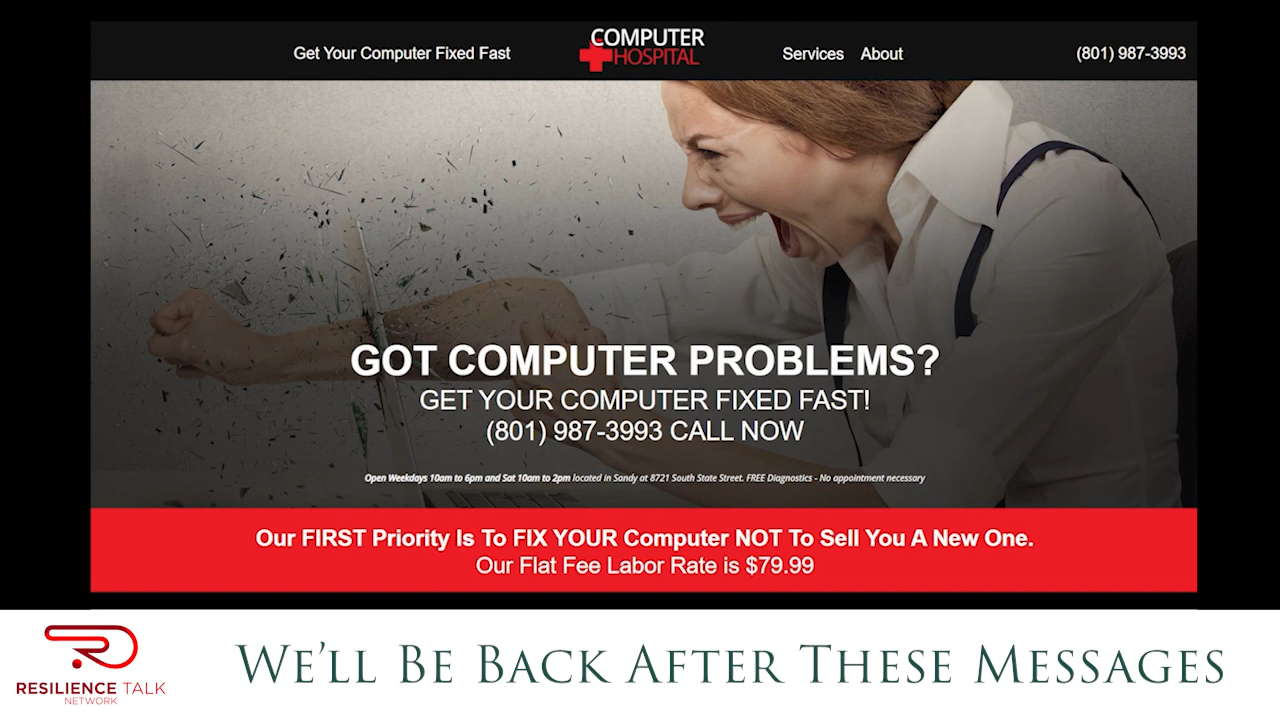 Get Your Computer Fixed Fast
COMPUTER
HOSPITAL
Services About
(801) 987-3993
GOT COMPUTER PROBLEMS?
GET YOUR COMPUTER FIXED FAST!
(801) 987-3993 CALL NOW
Open Weekdays 10am to 6pm and Sat 10am to 2pm located in Sandy at 8721 South State Street. FREE Diagnostics - No appointment necessary
Our FIRST Priority Is To FIX YOUR Computer NOT To Sell You A New One.
Our Flat Fee Labor Rate is $79.99
RESILIENCE TALK
NETWORK
WE'LL BE BACK AFTER THESE MESSAGES